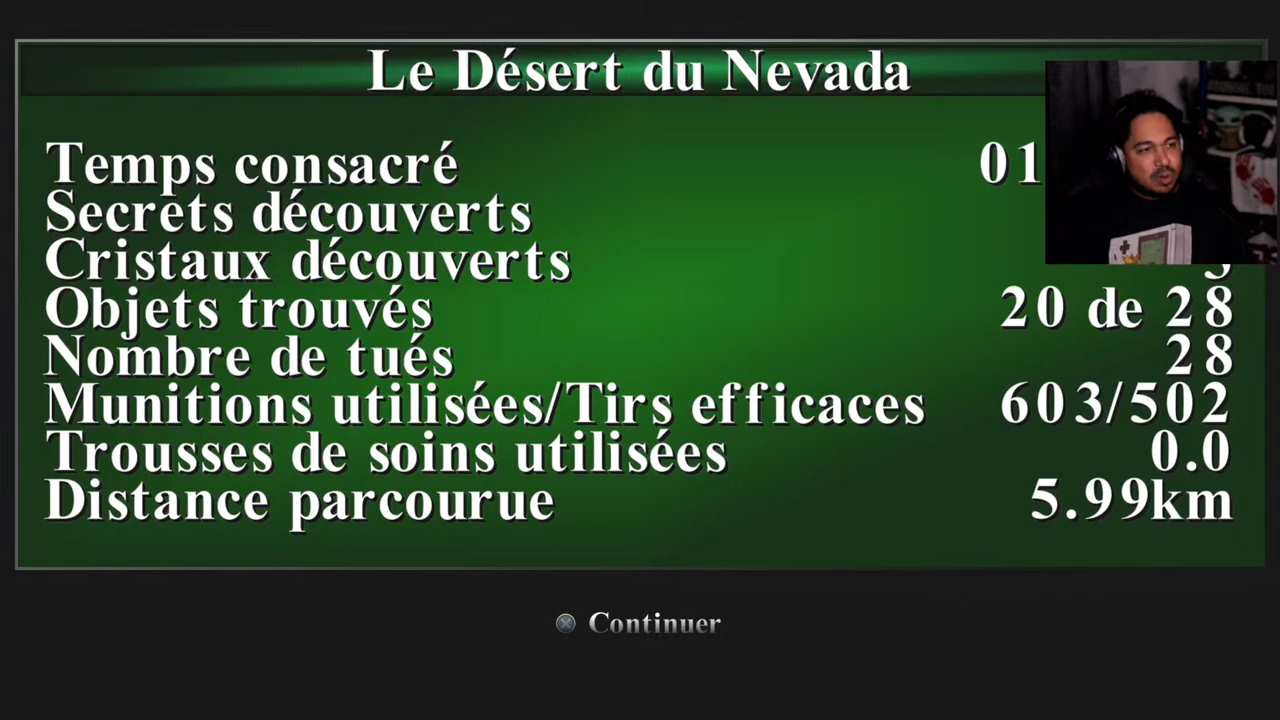 Le Désert du Nevada
Temps consacré 01
Secrets découverts
Cristaux découverts
Objets trouvés 20 de 28
Nombre de tués 28
Munitions utilisées/Tirs efficaces 603/502
Trousses de soins utilisées 0.0
Distance parcourue 5.99km
Continuer